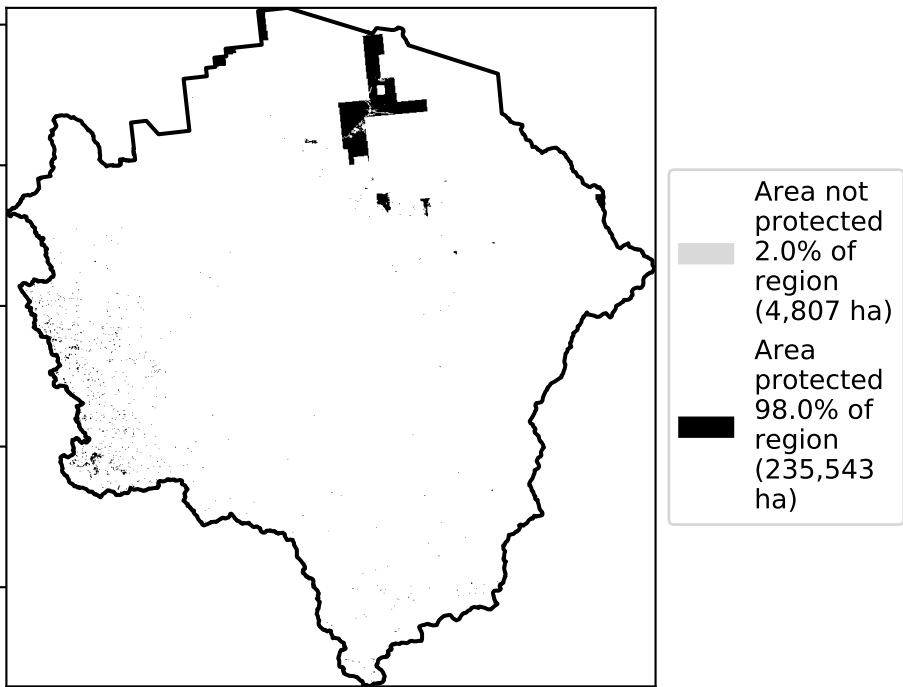 Area not
protected
2.0% of
region
(4,807 ha)
Area
protected
98.0% of
region
(235,543
ha)